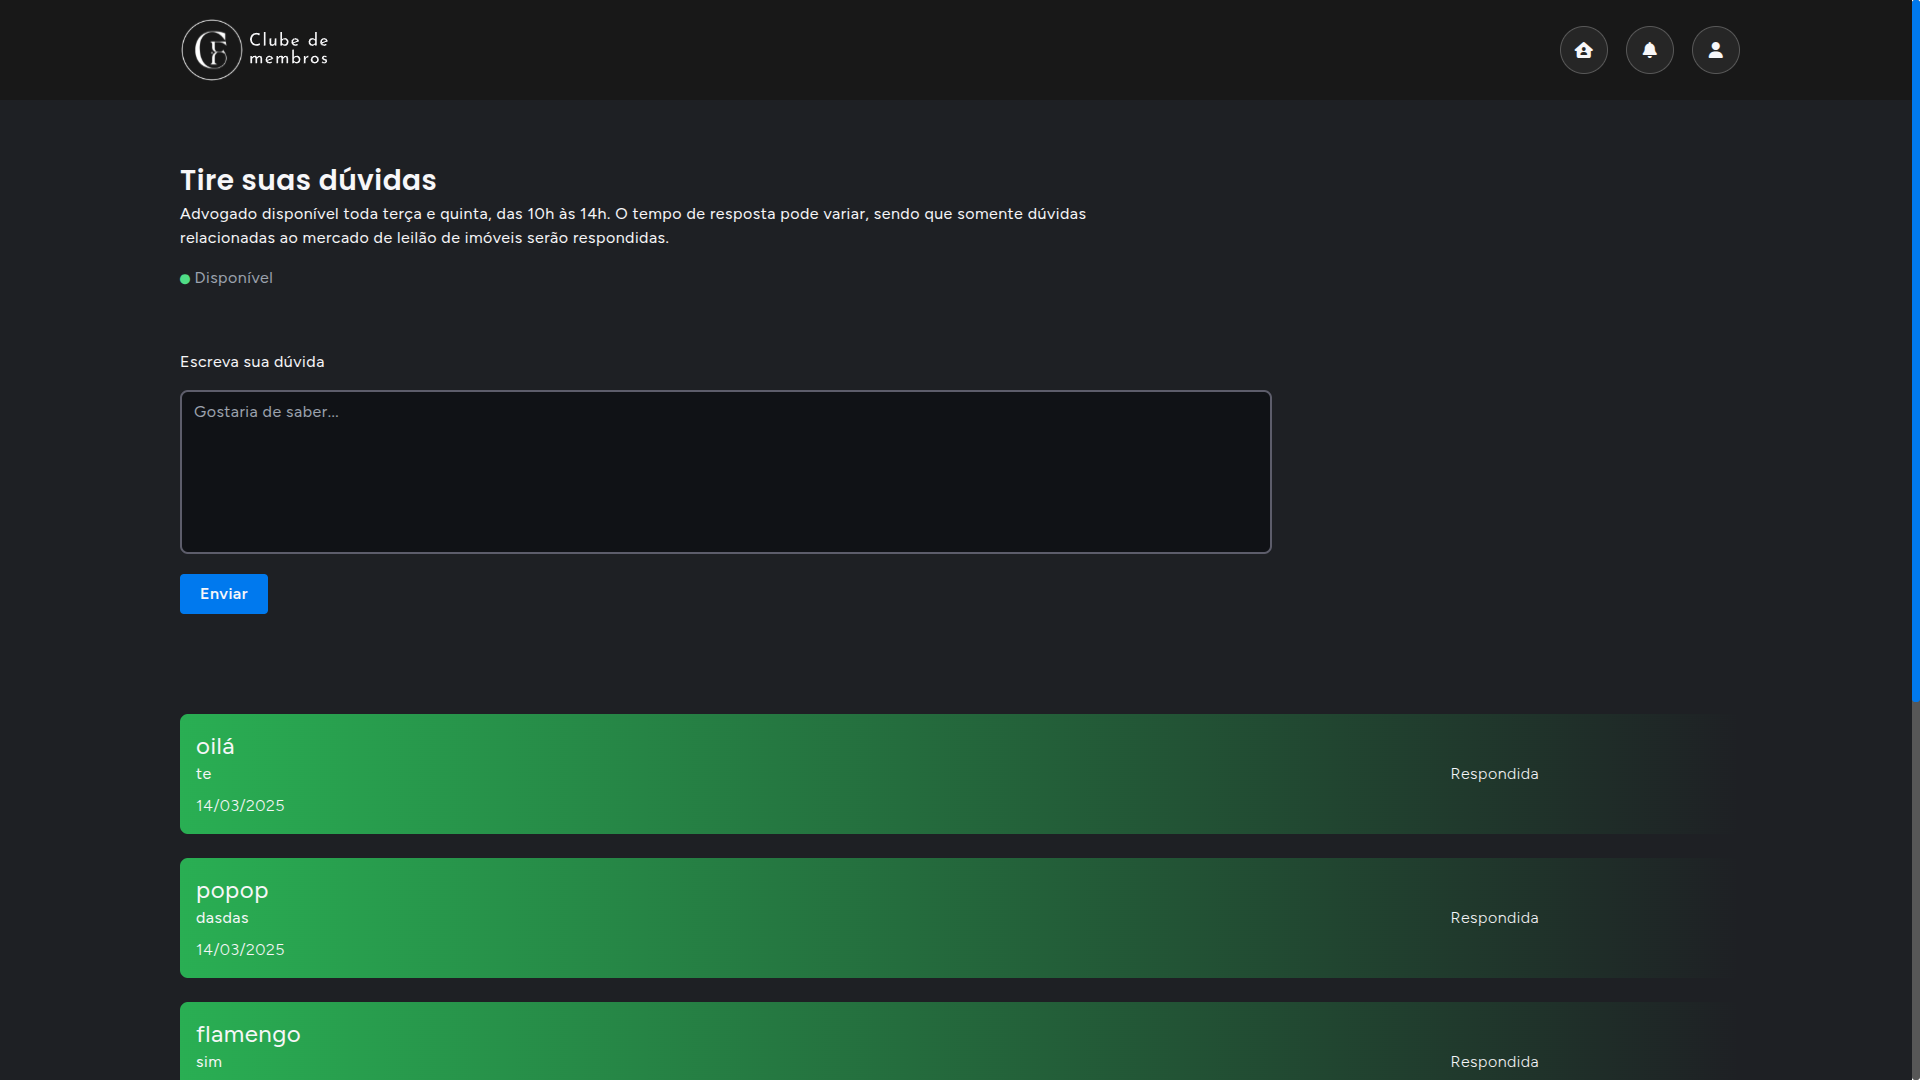 Clube de
membros
Tire suas dúvidas
Advogado disponível toda terça e quinta, das 10h às 14h. O tempo de resposta pode variar, sendo que somente dúvidas
relacionadas ao mercado de leilão de imóveis serão respondidas.
Disponível
Escreva sua dúvida
Gostaria de saber...
Enviar
oilá
te
Respondida
14/03/2025
popop
dasdas
Respondida
14/03/2025
flamengo
sim
Respondida